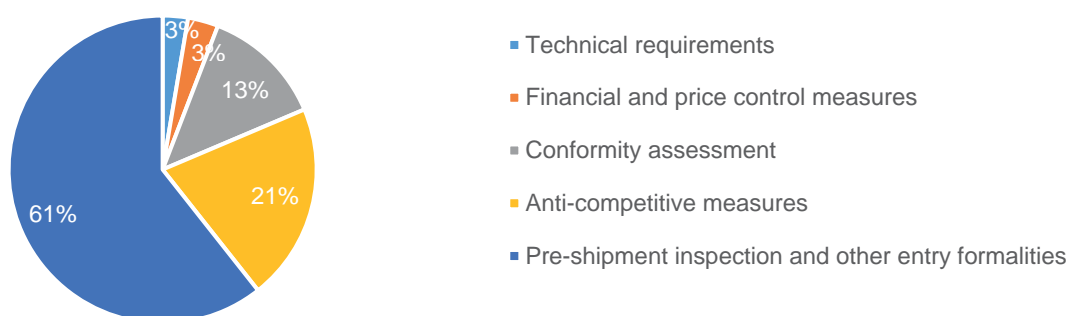 3%
3%
13%
21%
61%
Technical requirements
Financial and price control measures
Conformity assessment
Anti-competitive measures
Pre-shipment inspection and other entry formalities